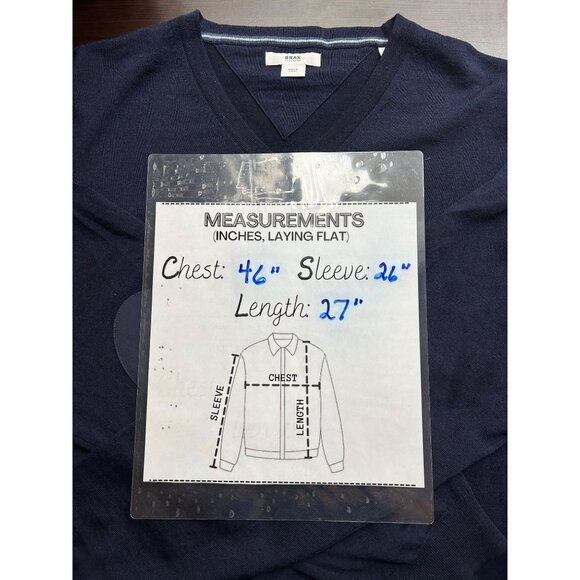 BRAX
MEASUREMENTS
(INCHES, LAYING FLAT)
Chest: 46" Sleeve: 26"
Length: 27"
CHEST
SLEEVE
LENGTH